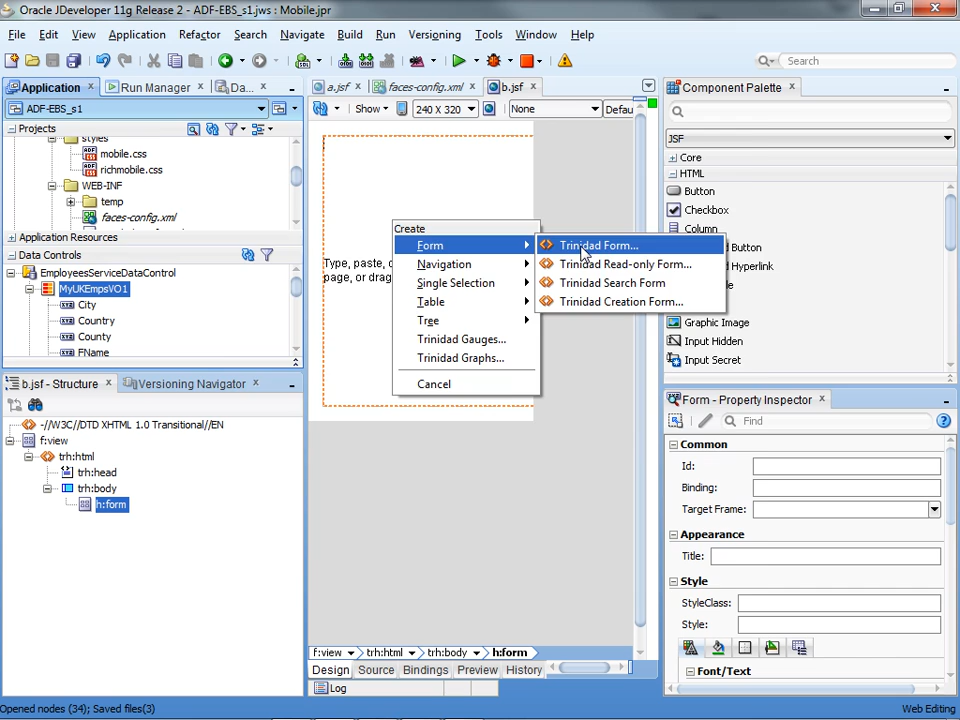 Oracle JDeveloper 11g Release 2 - ADF-EBS_s1.jws : Mobile.jpr
File Edit View Application Refactor Search Navigate Build Run Versioning Tools Window Help
Search
Application Run Manager Da...
ADF-EBS_s1
Projects
styles
mobile.css
richmobile.css
WEB-INF
temp
faces-config.xml
Application Resources
Data Controls
EmployeesServiceDataControl
MyUKEmpsVO1
City
Country
County
FName
b.jsf - Structure Versioning Navigator
-//W3C//DTD XHTML 1.0 Transitional//EN
f:view
trh:html
trh:head
trh:body
h:form
a.jsf faces-config.xml b.jsf
Show 240 X 320 None Defau
Type, paste, o
page, or drag
Create
Form
Navigation
Single Selection
Table
Tree
Trinidad Gauges...
Trinidad Graphs...
Cancel
Trinidad Form...
Trinidad Read-only Form...
Trinidad Search Form
Trinidad Creation Form...
f:view trh:html trh:body h:form
Design Source Bindings Preview History
Log
Component Palette
JSF
Core
HTML
Button
Checkbox
Column
Button
Hyperlink
Graphic Image
Input Hidden
Input Secret
Form - Property Inspector
Find
Common
Id:
Binding:
Target Frame:
Appearance
Title:
Style
StyleClass:
Style:
Font/Text
Opened nodes (34); Saved files(3)
Web Editing